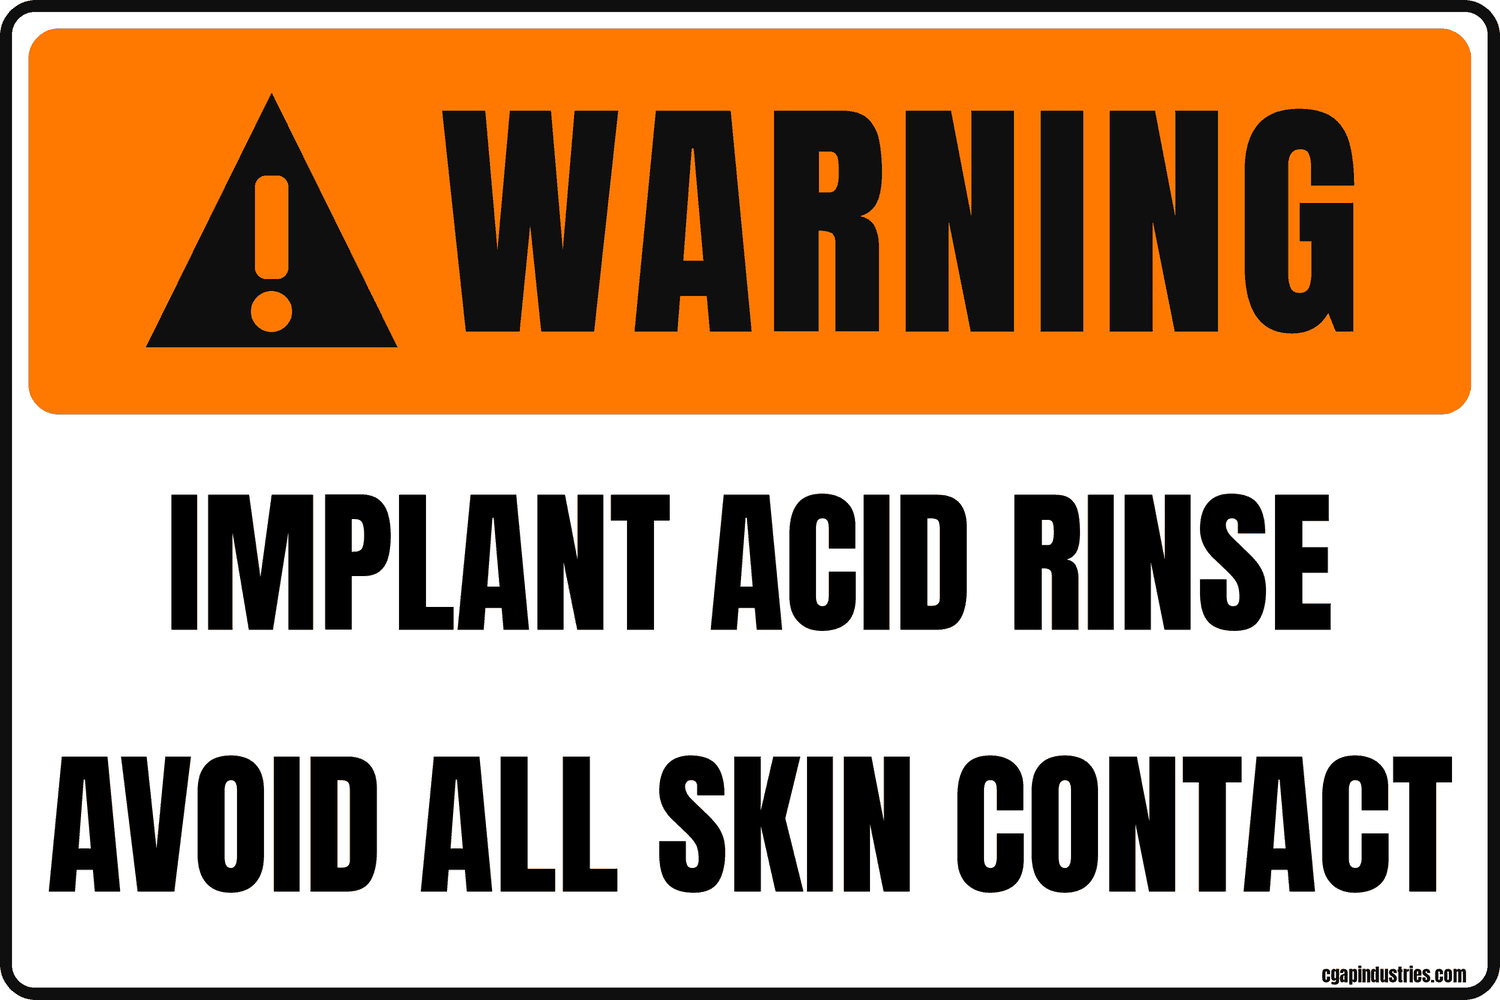 WARNING
IMPLANT ACID RINSE
AVOID ALL SKIN CONTACT
cgapindustries.com